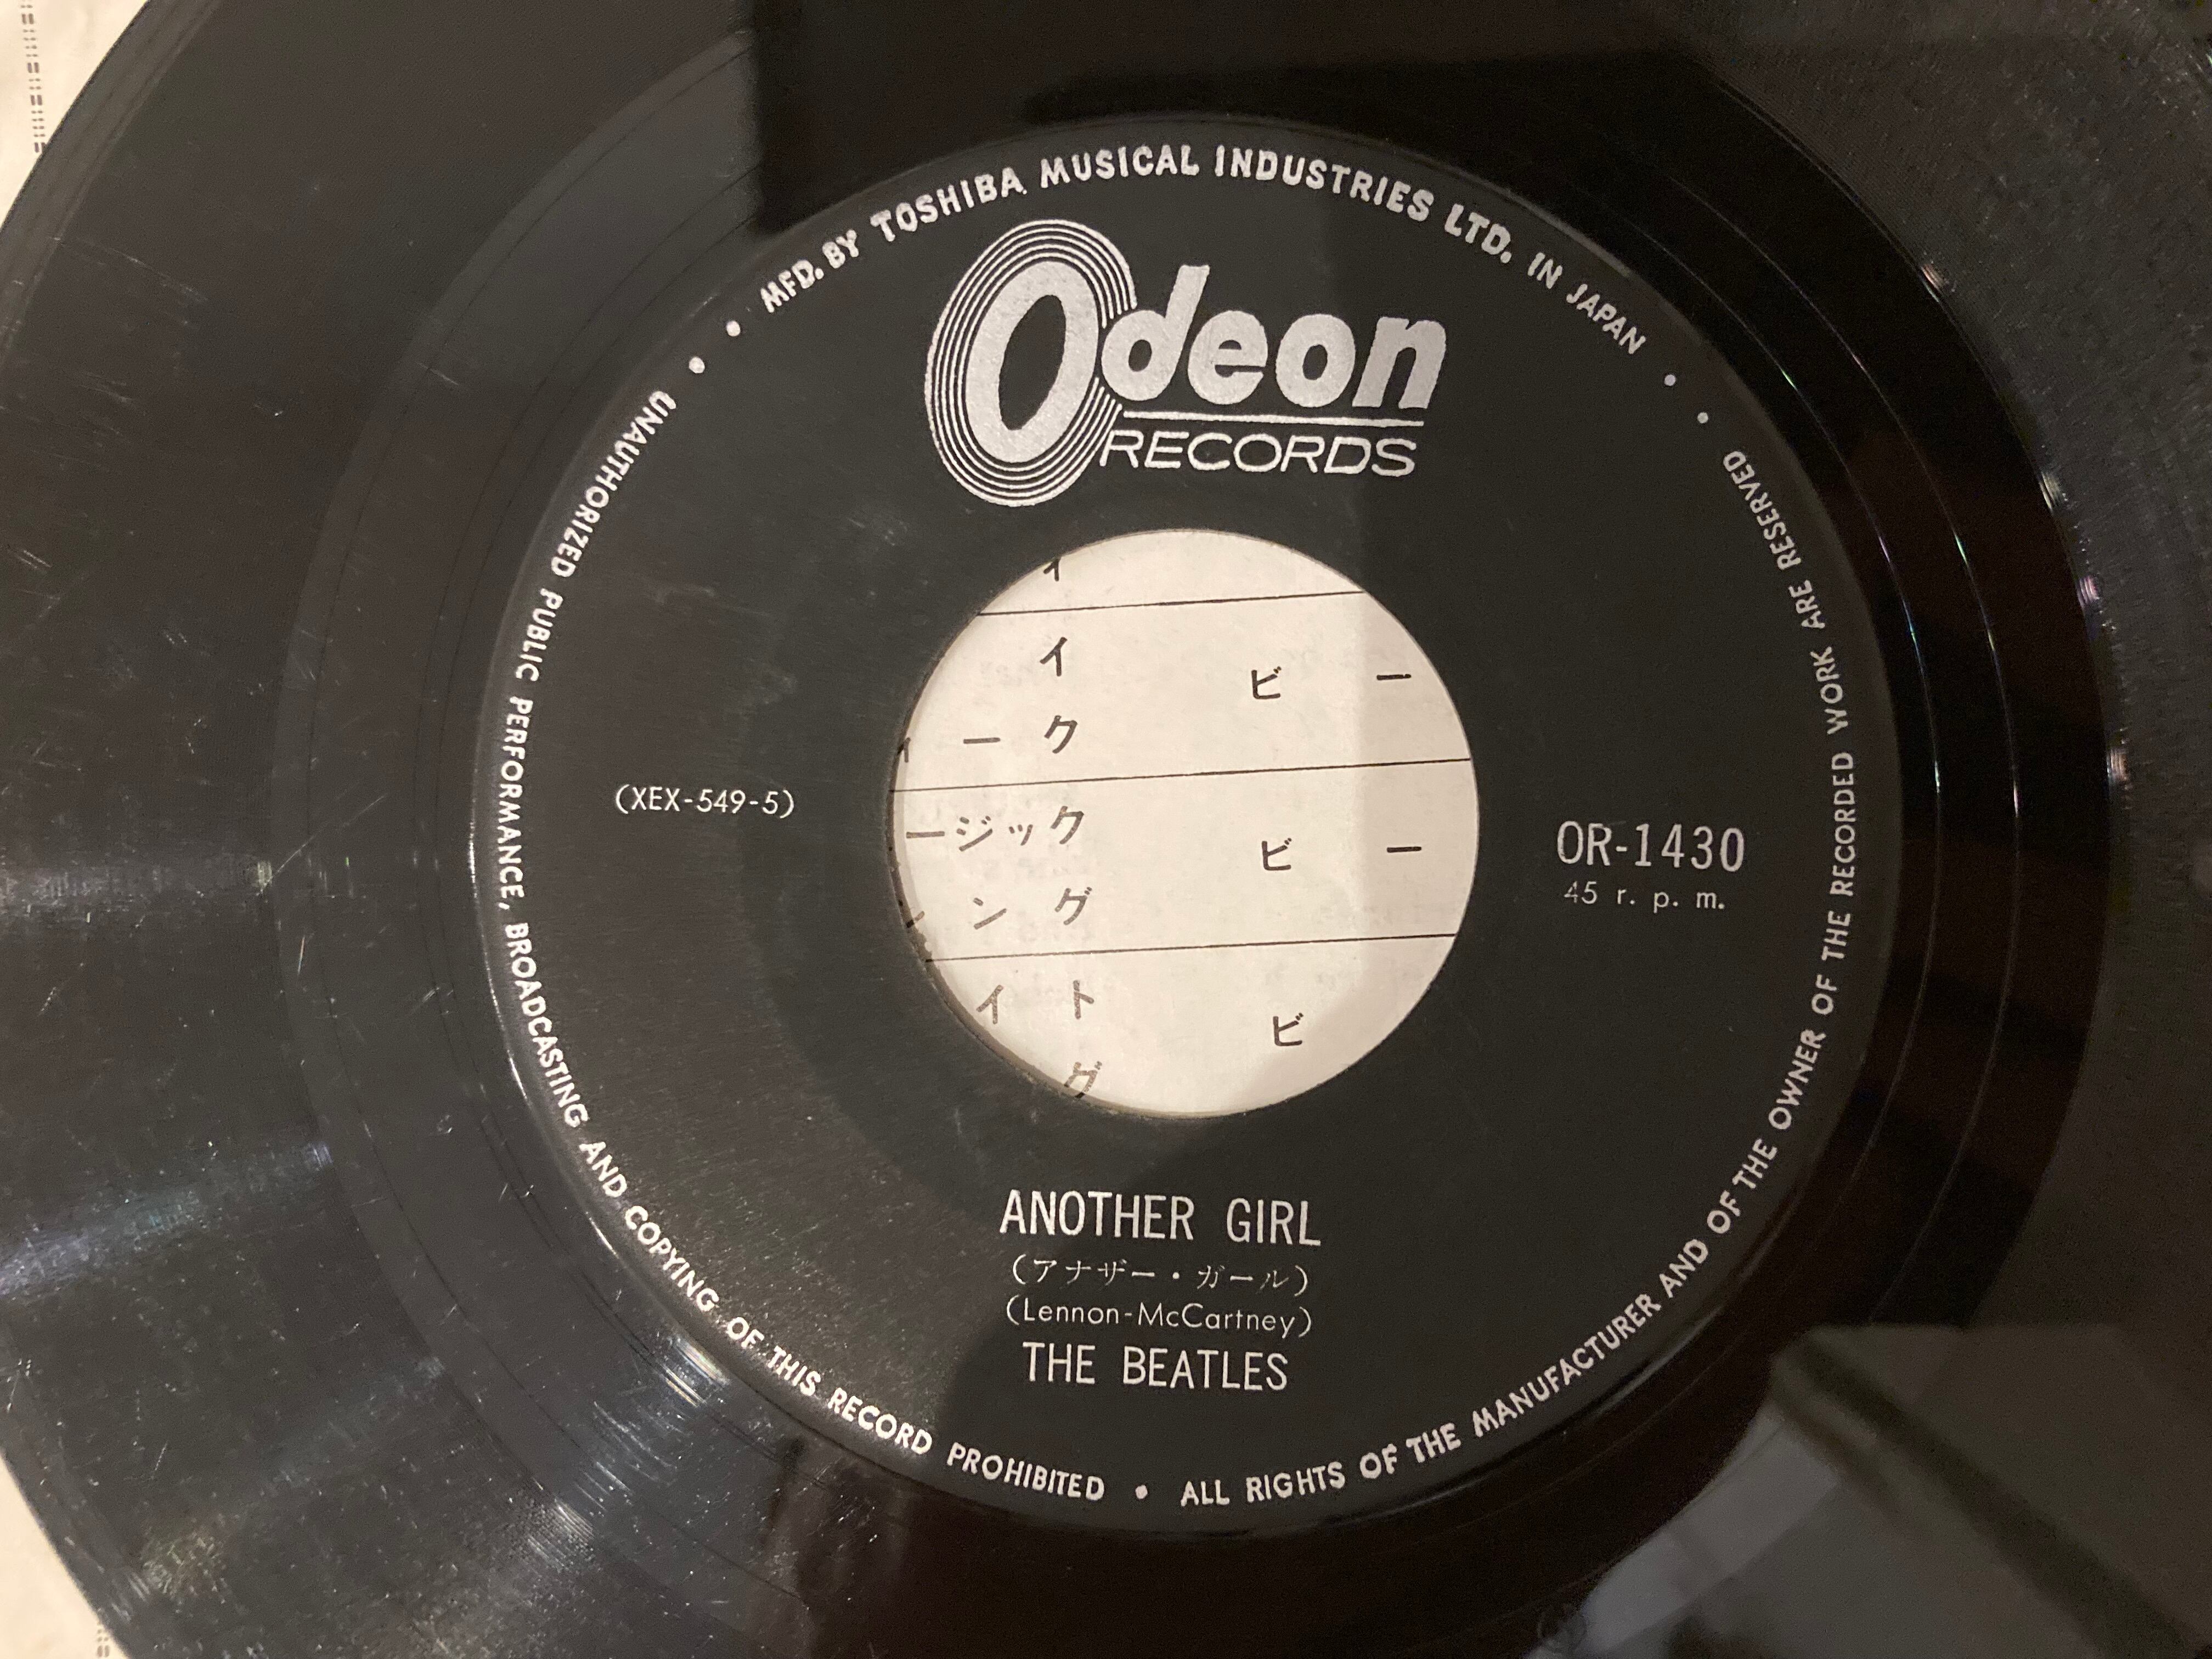 MFD. BY TOSHIBA MUSICAL INDUSTRIES LTD. IN JAPAN
Odeon
RECORDS
イ
イ ビ ー
ー ク
ージック ビ ー
ング
イト ビ
グ
(XEX-549-5)
OR-1430
45 r. p. m.
ANOTHER GIRL
(アナザー・ガール)
(Lennon-McCartney)
THE BEATLES
UNAUTHORIZED PUBLIC PERFORMANCE, BROADCASTING AND COPYING OF THIS RECORD PROHIBITED • ALL RIGHTS OF THE MANUFACTURER AND OF THE OWNER OF THE RECORDED WORK ARE RESERVED